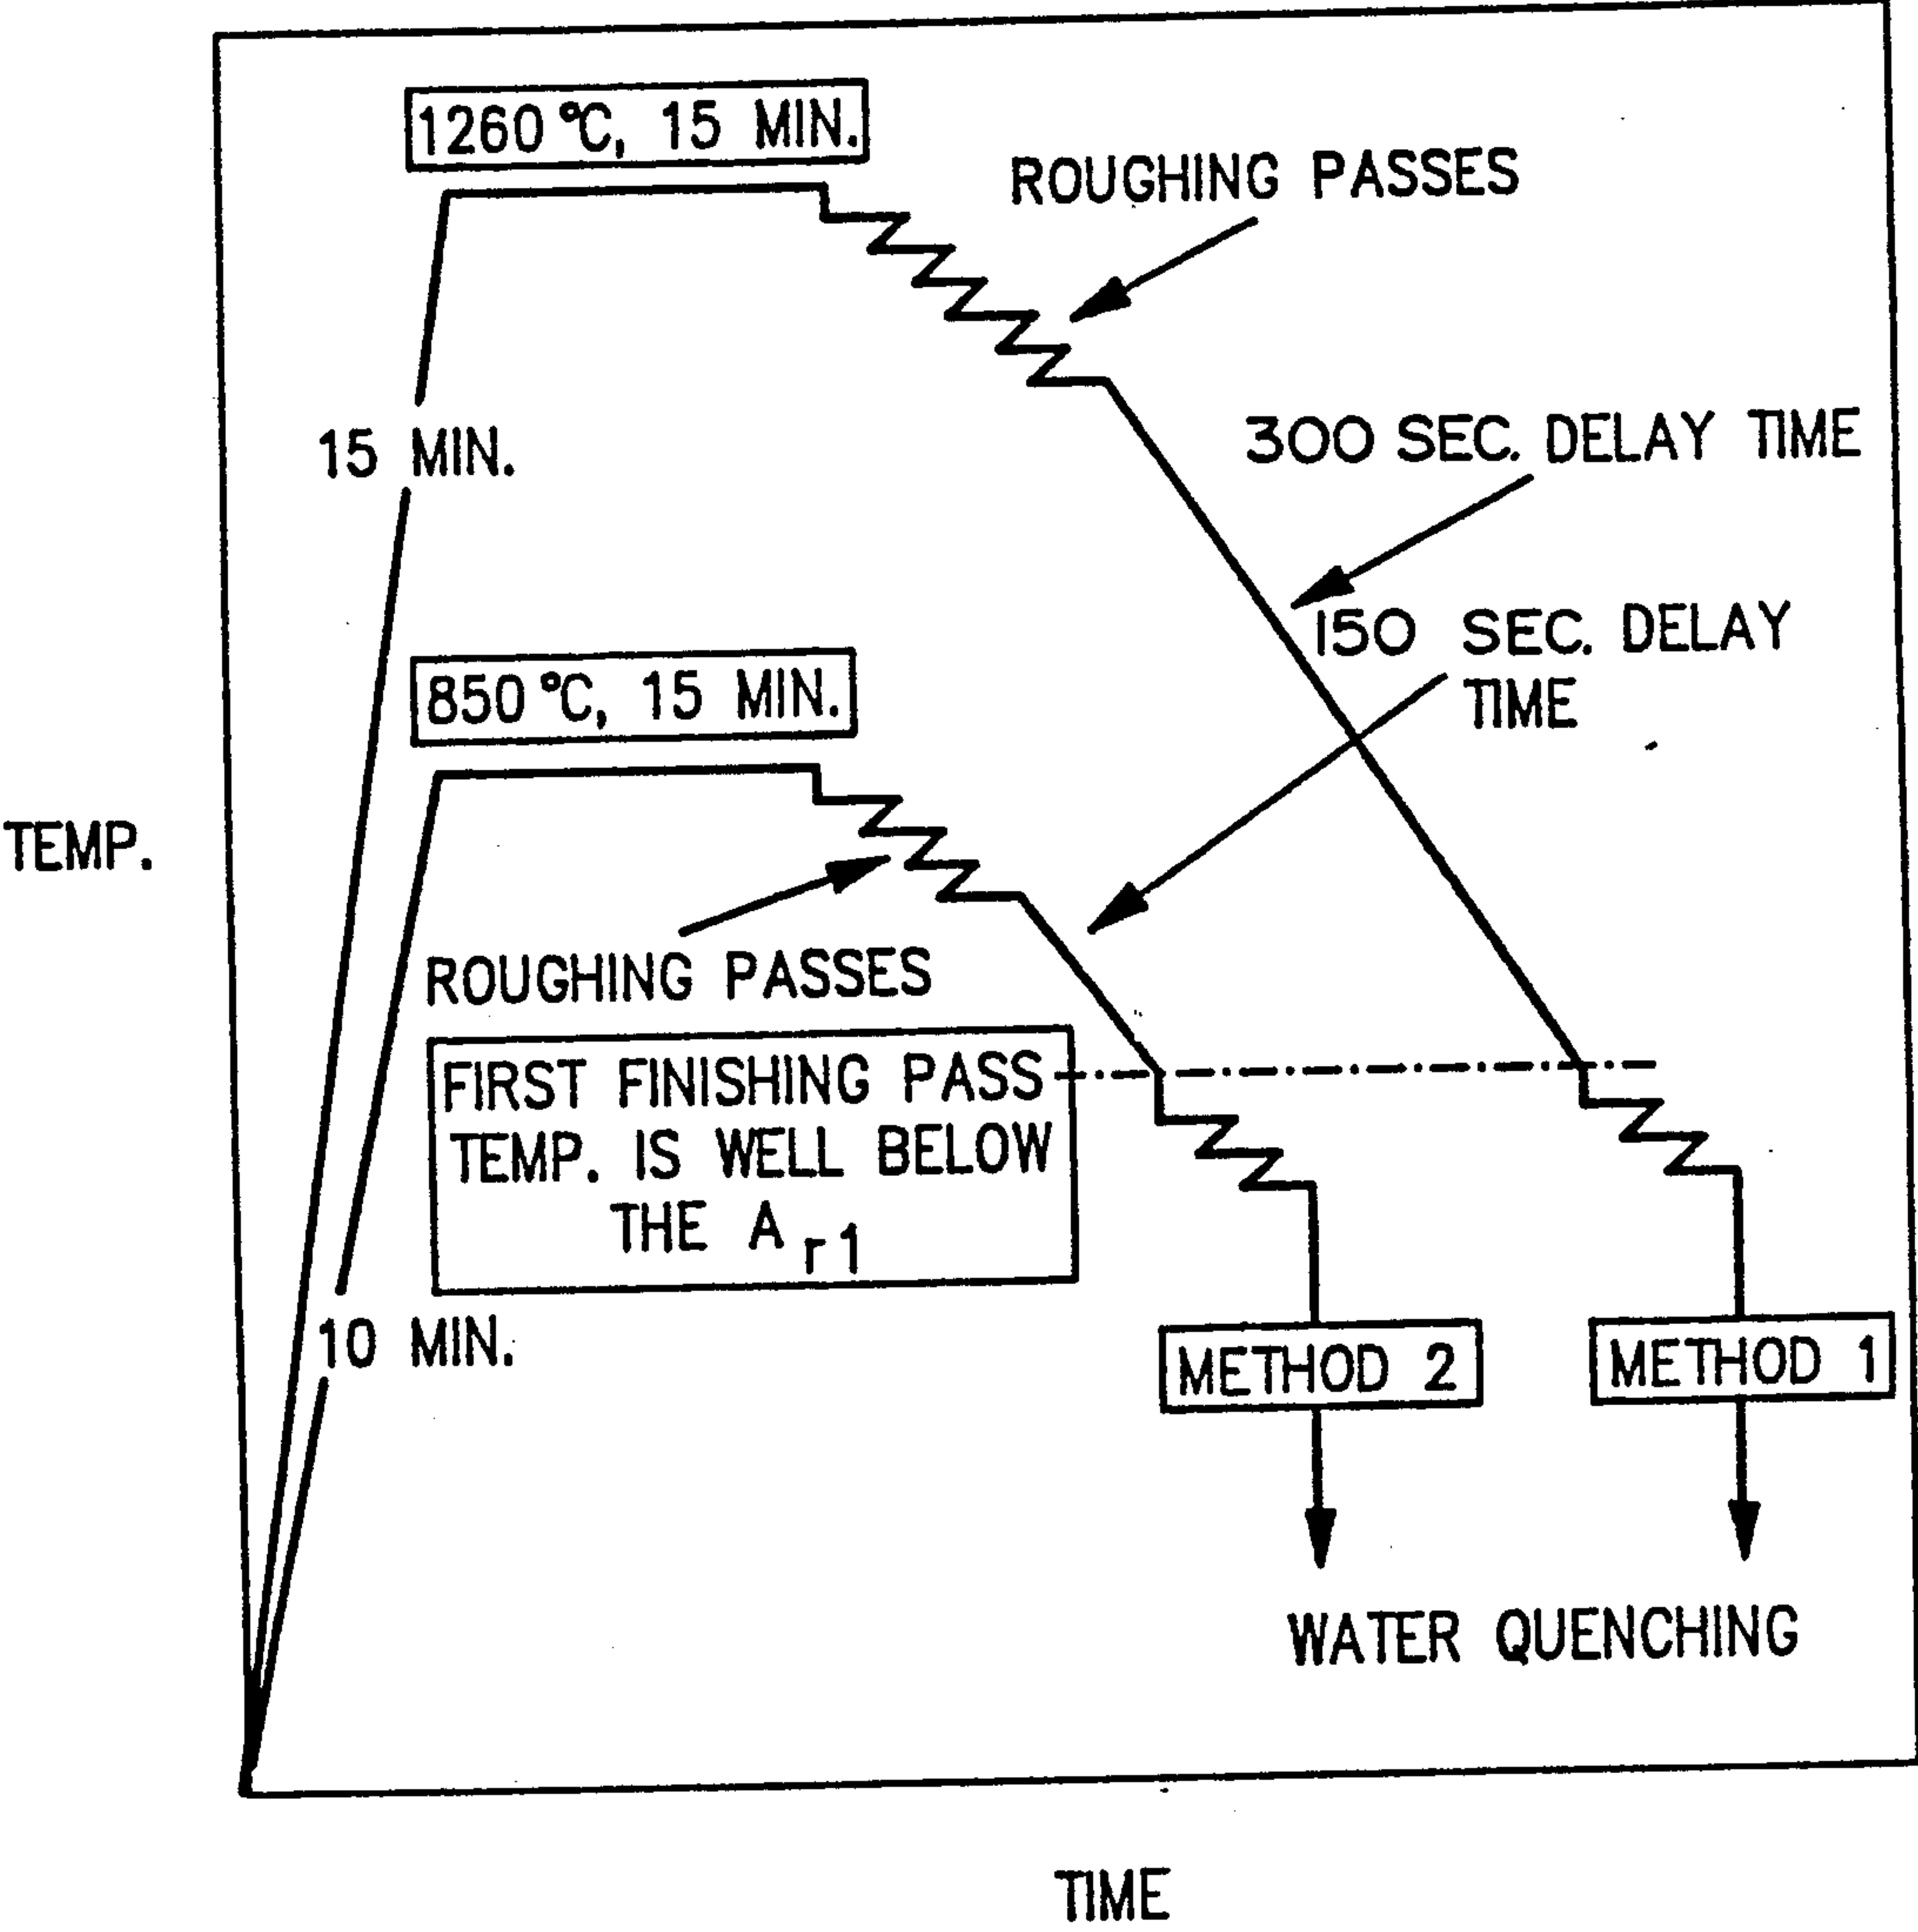 1260 °C, 15 MIN.
ROUGHING PASSES
300 SEC. DELAY TIME
15 MIN.
150 SEC. DELAY
TIME
850 °C, 15 MIN.
TEMP.
ROUGHING PASSES
FIRST FINISHING PASS
TEMP. IS WELL BELOW
THE A r1
10 MIN.
METHOD 2
METHOD 1
WATER QUENCHING
TIME